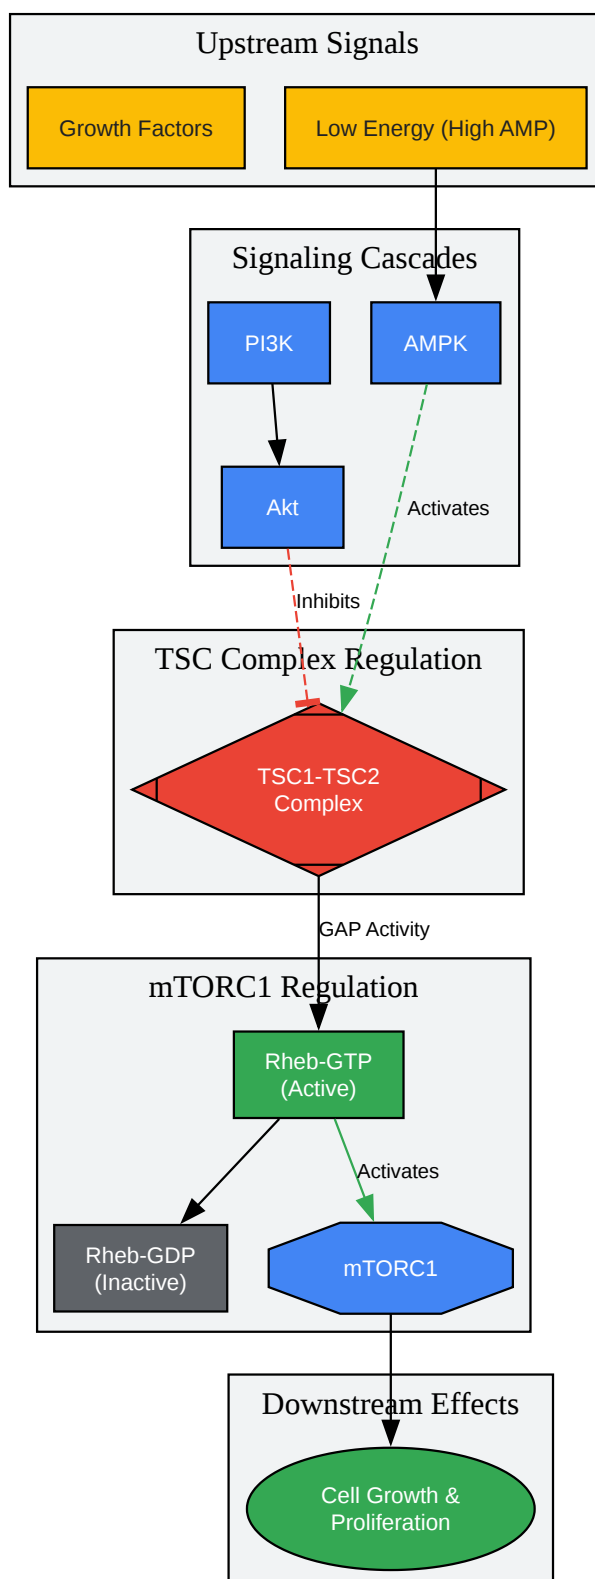 Upstream Signals
Growth Factors
Low Energy (High AMP)
Signaling Cascades
PI3K
AMPK
Akt
Activates
Inhibits
TSC Complex Regulation
TSC1-TSC2
Complex
GAP Activity
mTORC1 Regulation
Rheb-GTP
(Active)
Activates
Rheb-GDP
(Inactive)
mTORC1
Downstream Effects
Cell Growth &
Proliferation